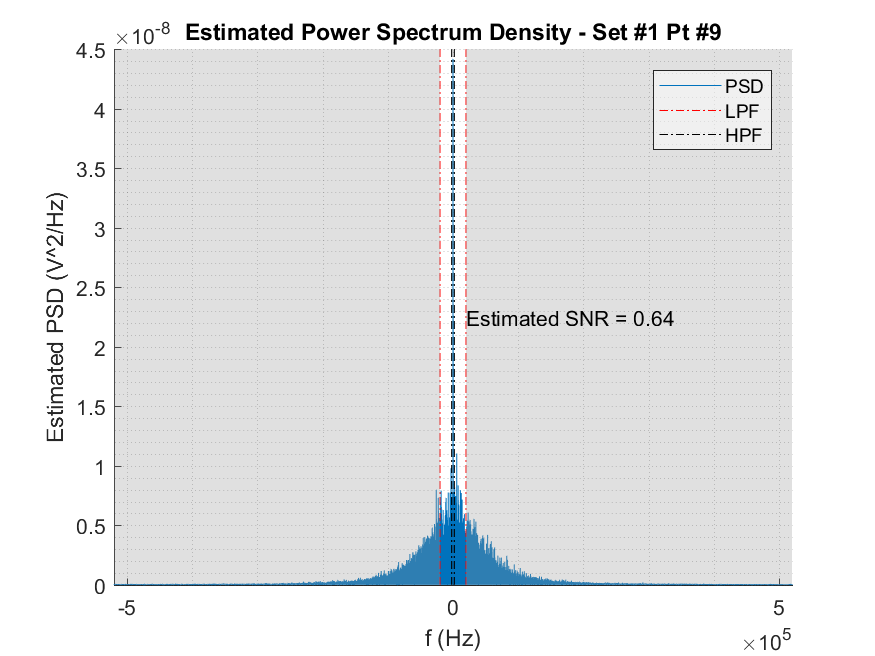 ×10^-8
Estimated Power Spectrum Density - Set #1 Pt #9
4.5
4
3.5
3
2.5
2
1.5
1
0.5
0
Estimated PSD (V^2/Hz)
PSD
LPF
HPF
Estimated SNR = 0.64
-5
0
5
f (Hz)
×10^5